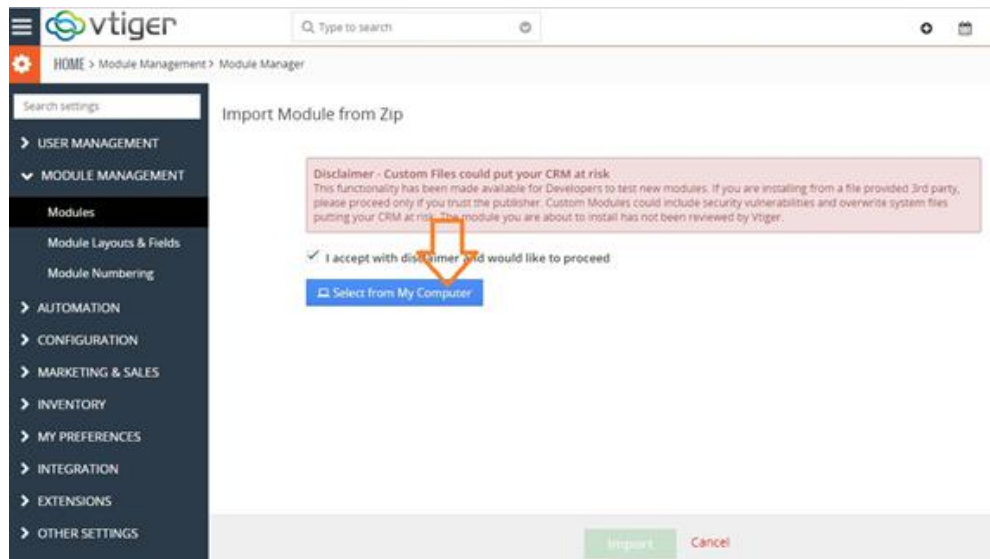 vtiger
Type to search
HOME > Module Management > Module Manager
Search settings
Import Module from Zip
USER MANAGEMENT
MODULE MANAGEMENT
Disclaimer - Custom Files could put your CRM at risk
This functionality has been made available for Developers to test new modules. If you are installing from a file provided 3rd party,
please proceed only if you trust the publisher. Custom Modules could include security vulnerabilities and overwrite system files
putting your CRM at risk. The module you are about to install has not been reviewed by Vtiger.
Modules
Module Layouts & Fields
I accept with disclaimer and would like to proceed
Module Numbering
Select from My Computer
AUTOMATION
CONFIGURATION
MARKETING & SALES
INVENTORY
MY PREFERENCES
INTEGRATION
EXTENSIONS
OTHER SETTINGS
Import Cancel